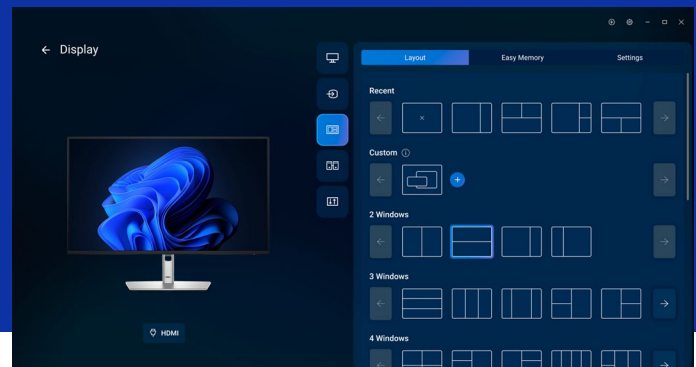 Display
Layout Easy Memory Settings
Recent
Custom
2 Windows
3 Windows
4 Windows
HDMI